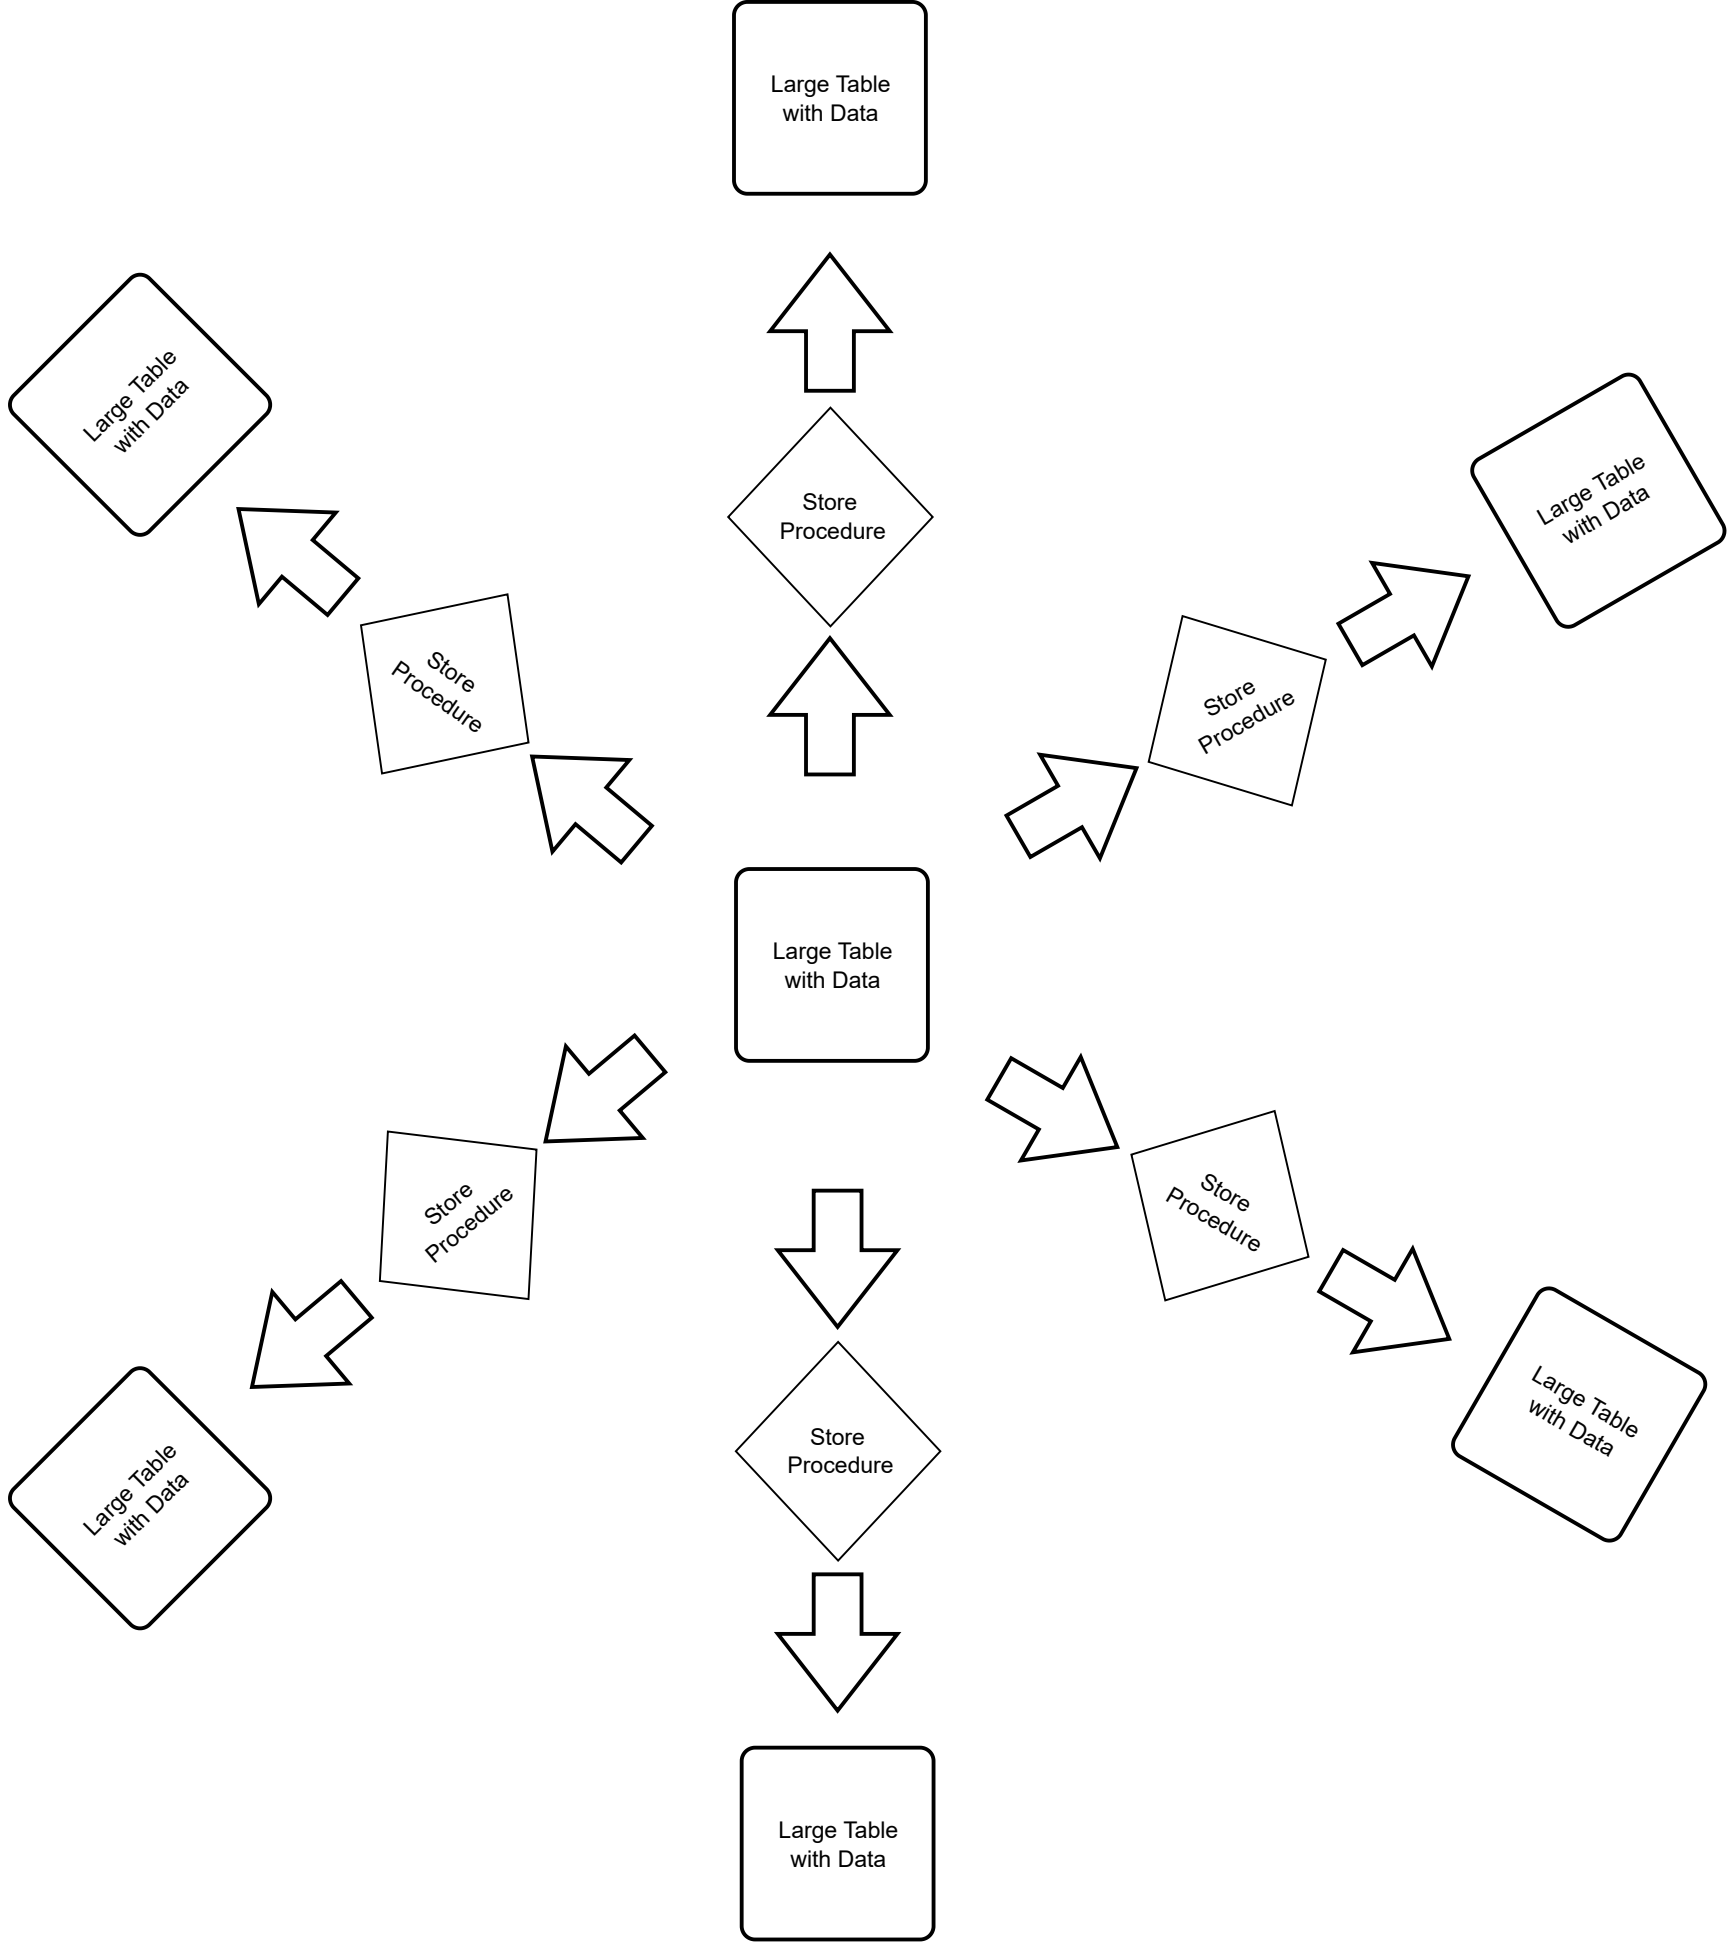 Large Table
with Data
Large Table
with Data
Store
Procedure
Large Table
with Data
Store
Procedure
Store
Procedure
Large Table
with Data
Store
Procedure
Store
Procedure
Large Table
with Data
Store
Procedure
Large Table
with Data
Large Table
with Data